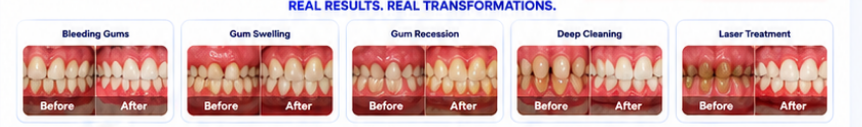 REAL RESULTS. REAL TRANSFORMATIONS.
Bleeding Gums
Before After
Gum Swelling
Before After
Gum Recession
Before After
Deep Cleaning
Before After
Laser Treatment
Before After